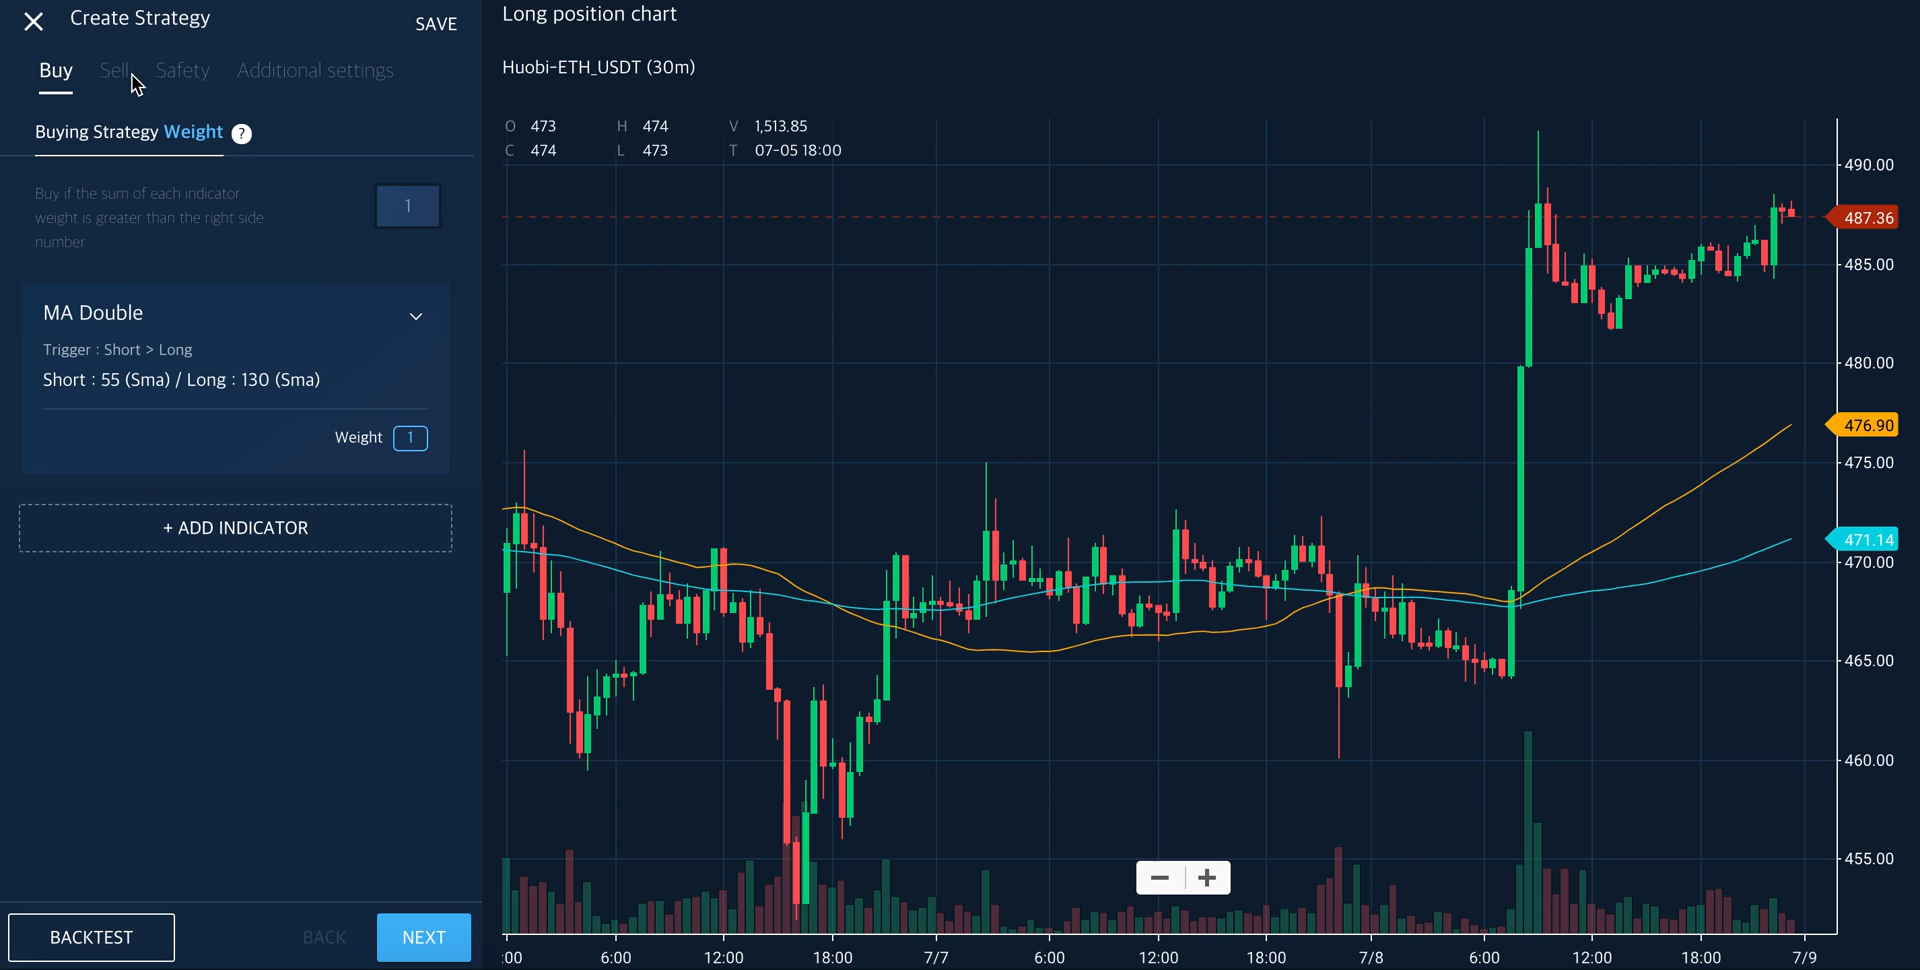 Create Strategy
SAVE
Buy Sell Safety Additional settings
Buying Strategy Weight ?
Buy if the sum of each indicator
weight is greater than the right side
number
1
MA Double
Trigger : Short > Long
Short : 55 (Sma) / Long : 130 (Sma)
Weight 1
+ ADD INDICATOR
BACKTEST BACK NEXT
Long position chart
Huobi-ETH_USDT (30m)
O 473 H 474 V 1,513.85
C 474 L 473 T 07-05 18:00
490.00
487.36
485.00
480.00
476.90
475.00
471.14
470.00
465.00
460.00
455.00
:00 6:00 12:00 18:00 7/7 6:00 12:00 18:00 7/8 6:00 12:00 18:00 7/9